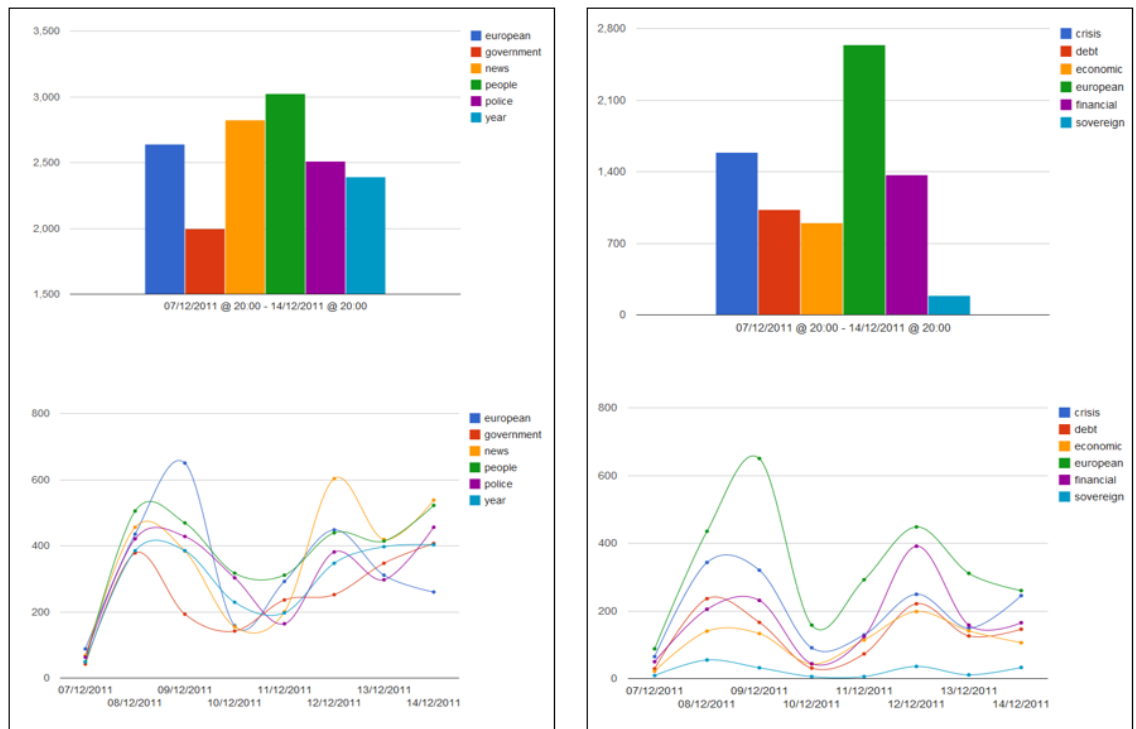 3,500
3,000
2,500
2,000
1,500
european
government
news
people
police
year
07/12/2011 @ 20:00 - 14/12/2011 @ 20:00
800
600
400
200
0
european
government
news
people
police
year
07/12/2011 09/12/2011 11/12/2011 13/12/2011
08/12/2011 10/12/2011 12/12/2011 14/12/2011
2,800
2,100
1,400
700
0
crisis
debt
economic
european
financial
sovereign
07/12/2011 @ 20:00 - 14/12/2011 @ 20:00
800
600
400
200
0
crisis
debt
economic
european
financial
sovereign
07/12/2011 09/12/2011 11/12/2011 13/12/2011
08/12/2011 10/12/2011 12/12/2011 14/12/2011